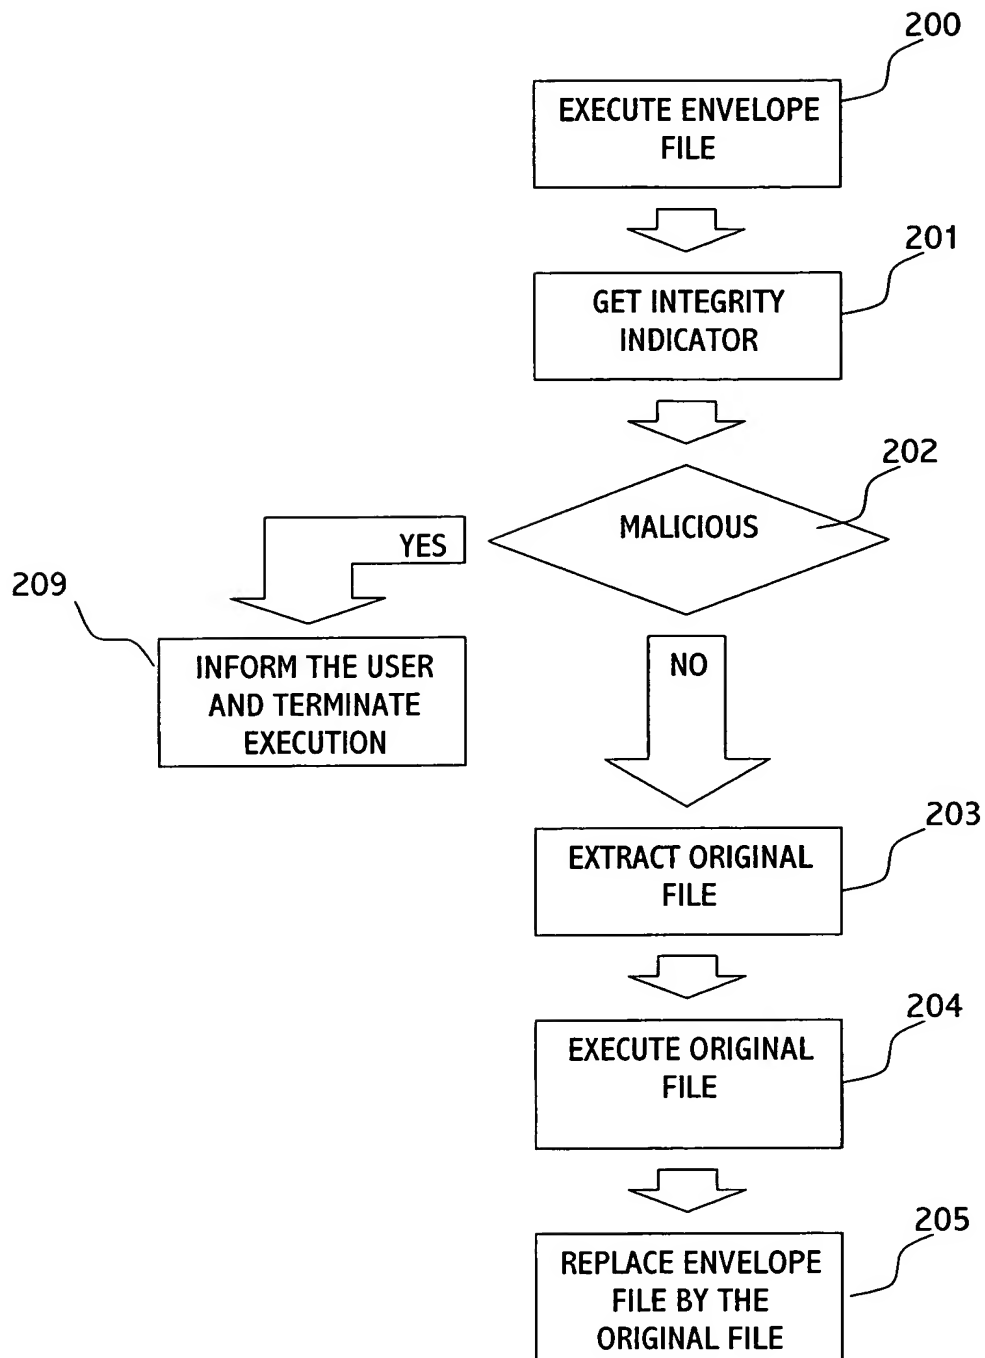 200
EXECUTE ENVELOPE
FILE
201
GET INTEGRITY
INDICATOR
202
MALICIOUS
YES
209
INFORM THE USER
AND TERMINATE
EXECUTION
NO
203
EXTRACT ORIGINAL
FILE
204
EXECUTE ORIGINAL
FILE
205
REPLACE ENVELOPE
FILE BY THE
ORIGINAL FILE